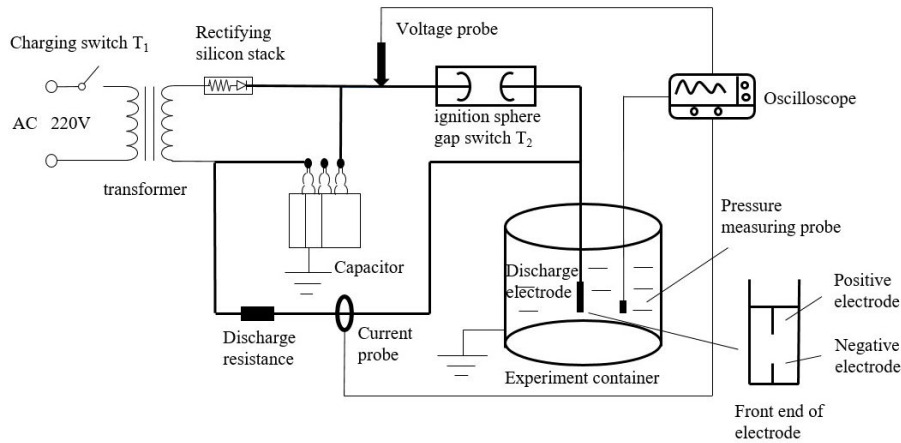 Charging switch T1
Rectifying
silicon stack
Voltage probe
AC 220V
ignition sphere
gap switch T2
Oscilloscope
transformer
Pressure
measuring probe
Capacitor
Discharge
electrode
Positive
electrode
Discharge
resistance
Current
probe
Negative
electrode
Experiment container
Front end of
electrode